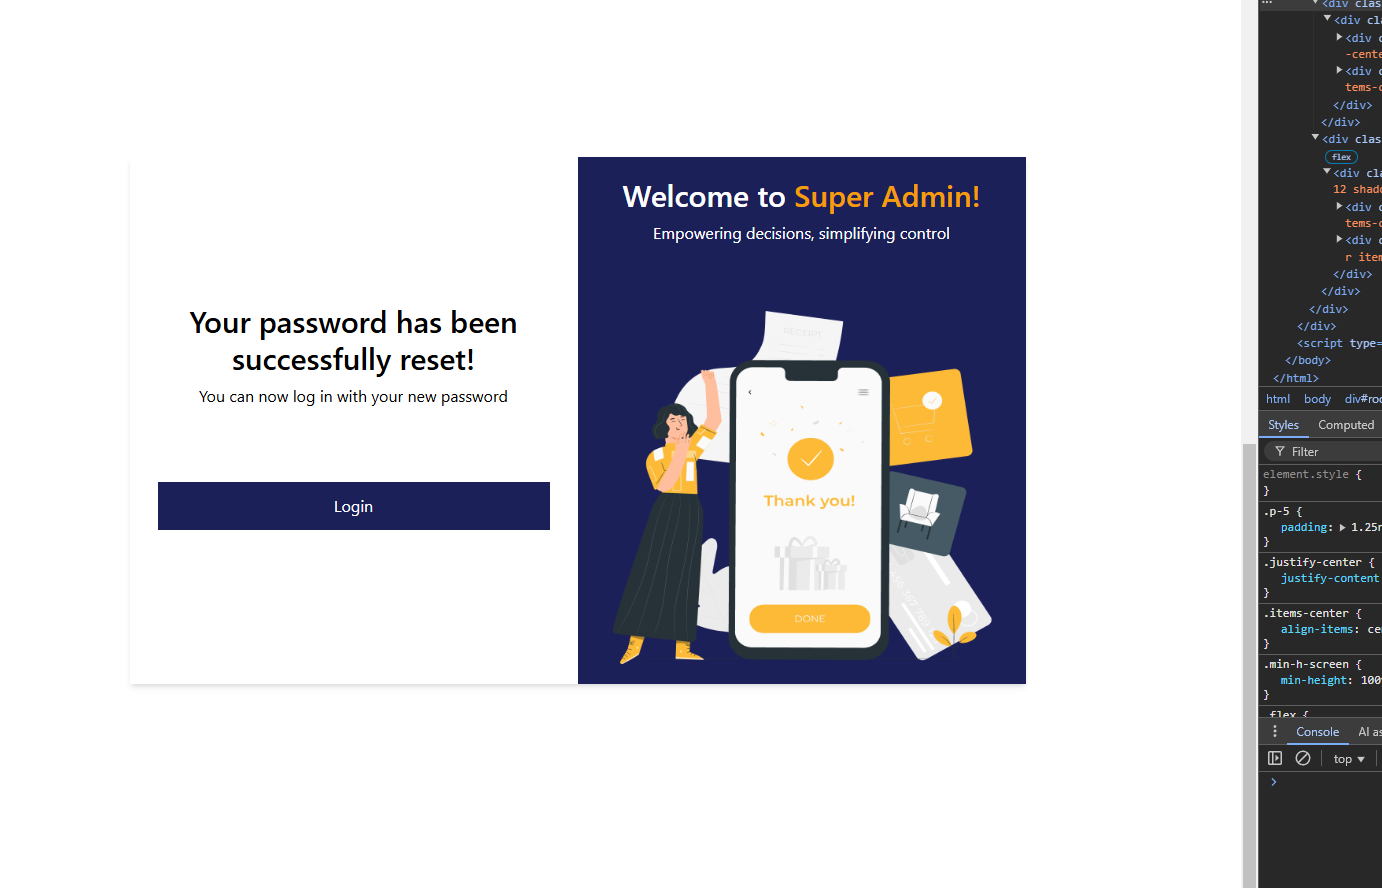 Your password has been
successfully reset!
You can now log in with your new password
Login
Welcome to Super Admin!
Empowering decisions, simplifying control
RECEIPT
Thank you!
DONE
<div clas
<div cla
<div c
-cente
<div c
tems-c
</div>
</div>
<div clas
flex
<div cla
12 shado
<div c
tems-c
<div c
r item
</div>
</div>
</div>
</div>
<script type=
</body>
</html>
html body div#roo
Styles Computed
Filter
element.style {
}
.p-5 {
padding: 1.25r
}
.justify-center {
justify-content
}
.items-center {
align-items: ce
}
.min-h-screen {
min-height: 100
}
.flex {
Console AI as
top